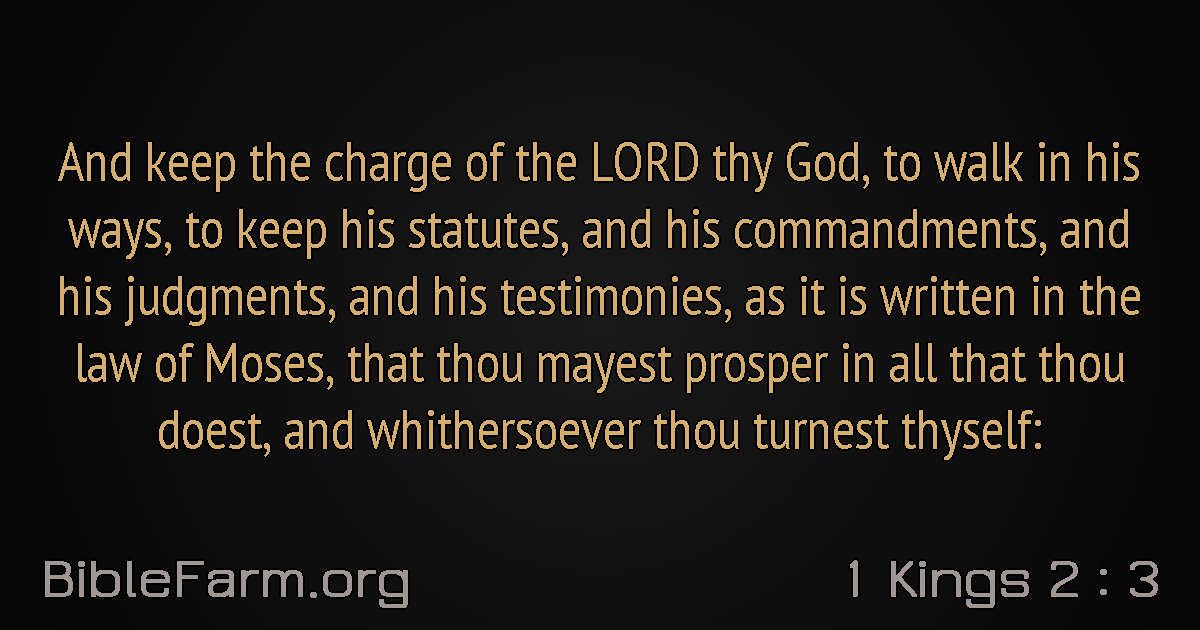 And keep the charge of the LORD thy God, to walk in his
ways, to keep his statutes, and his commandments, and
his judgments, and his testimonies, as it is written in the
law of Moses, that thou mayest prosper in all that thou
doest, and whithersoever thou turnest thyself:
BibleFarm.org
1 Kings 2 : 3